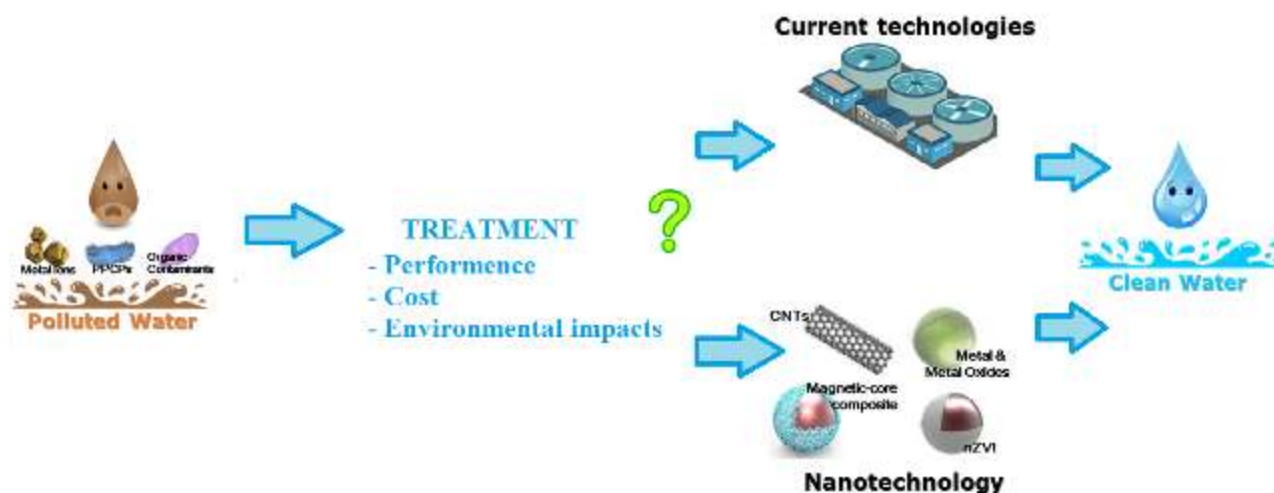 Current technologies
Metal ions
PPCPs
Organic
Contaminants
Polluted Water
TREATMENT
- Performence
- Cost
- Environmental impacts
?
CNTs
Metal &
Metal Oxides
Magnetic-core
composite
nZVI
Nanotechnology
Clean Water